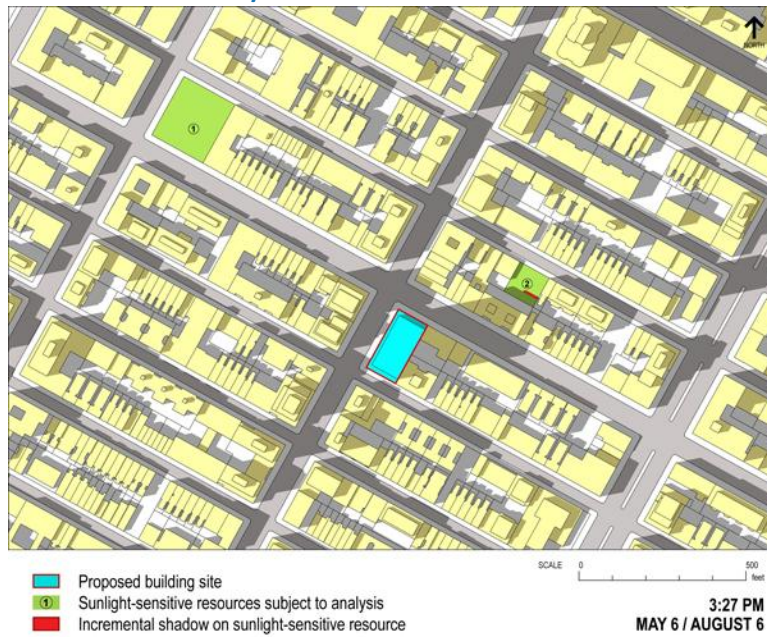 NORTH
①
②
SCALE 0 500
feet
Proposed building site
① Sunlight-sensitive resources subject to analysis
Incremental shadow on sunlight-sensitive resource
3:27 PM
MAY 6 / AUGUST 6